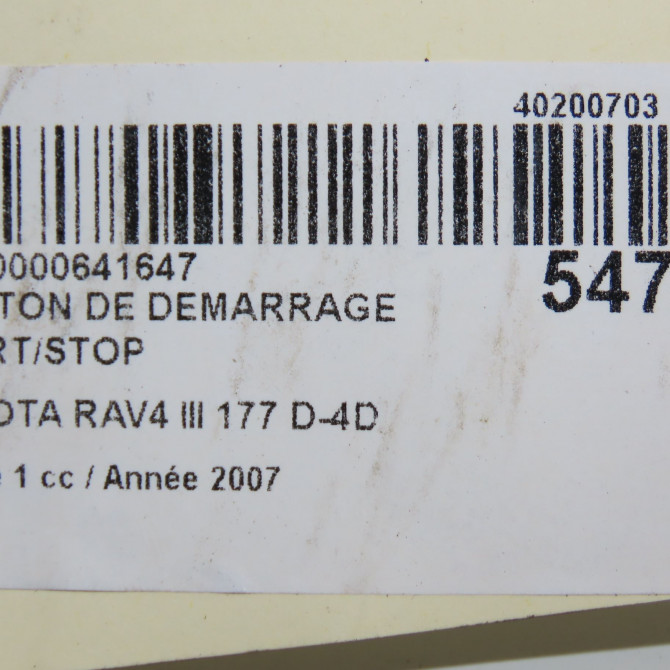 40200703
0000641647
547
TON DE DEMARRAGE
RT/STOP
OTA RAV4 III 177 D-4D
e 1 cc / Année 2007